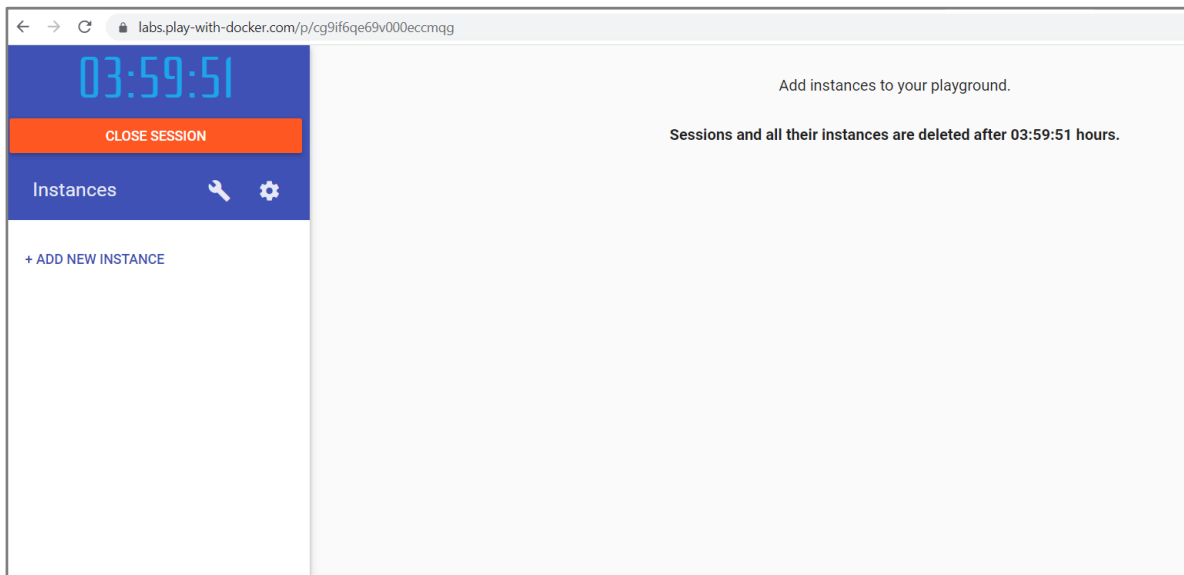 labs.play-with-docker.com/p/cg9if6qe69v000eccmqg
03:59:51
CLOSE SESSION
Instances
+ ADD NEW INSTANCE
Add instances to your playground.
Sessions and all their instances are deleted after 03:59:51 hours.